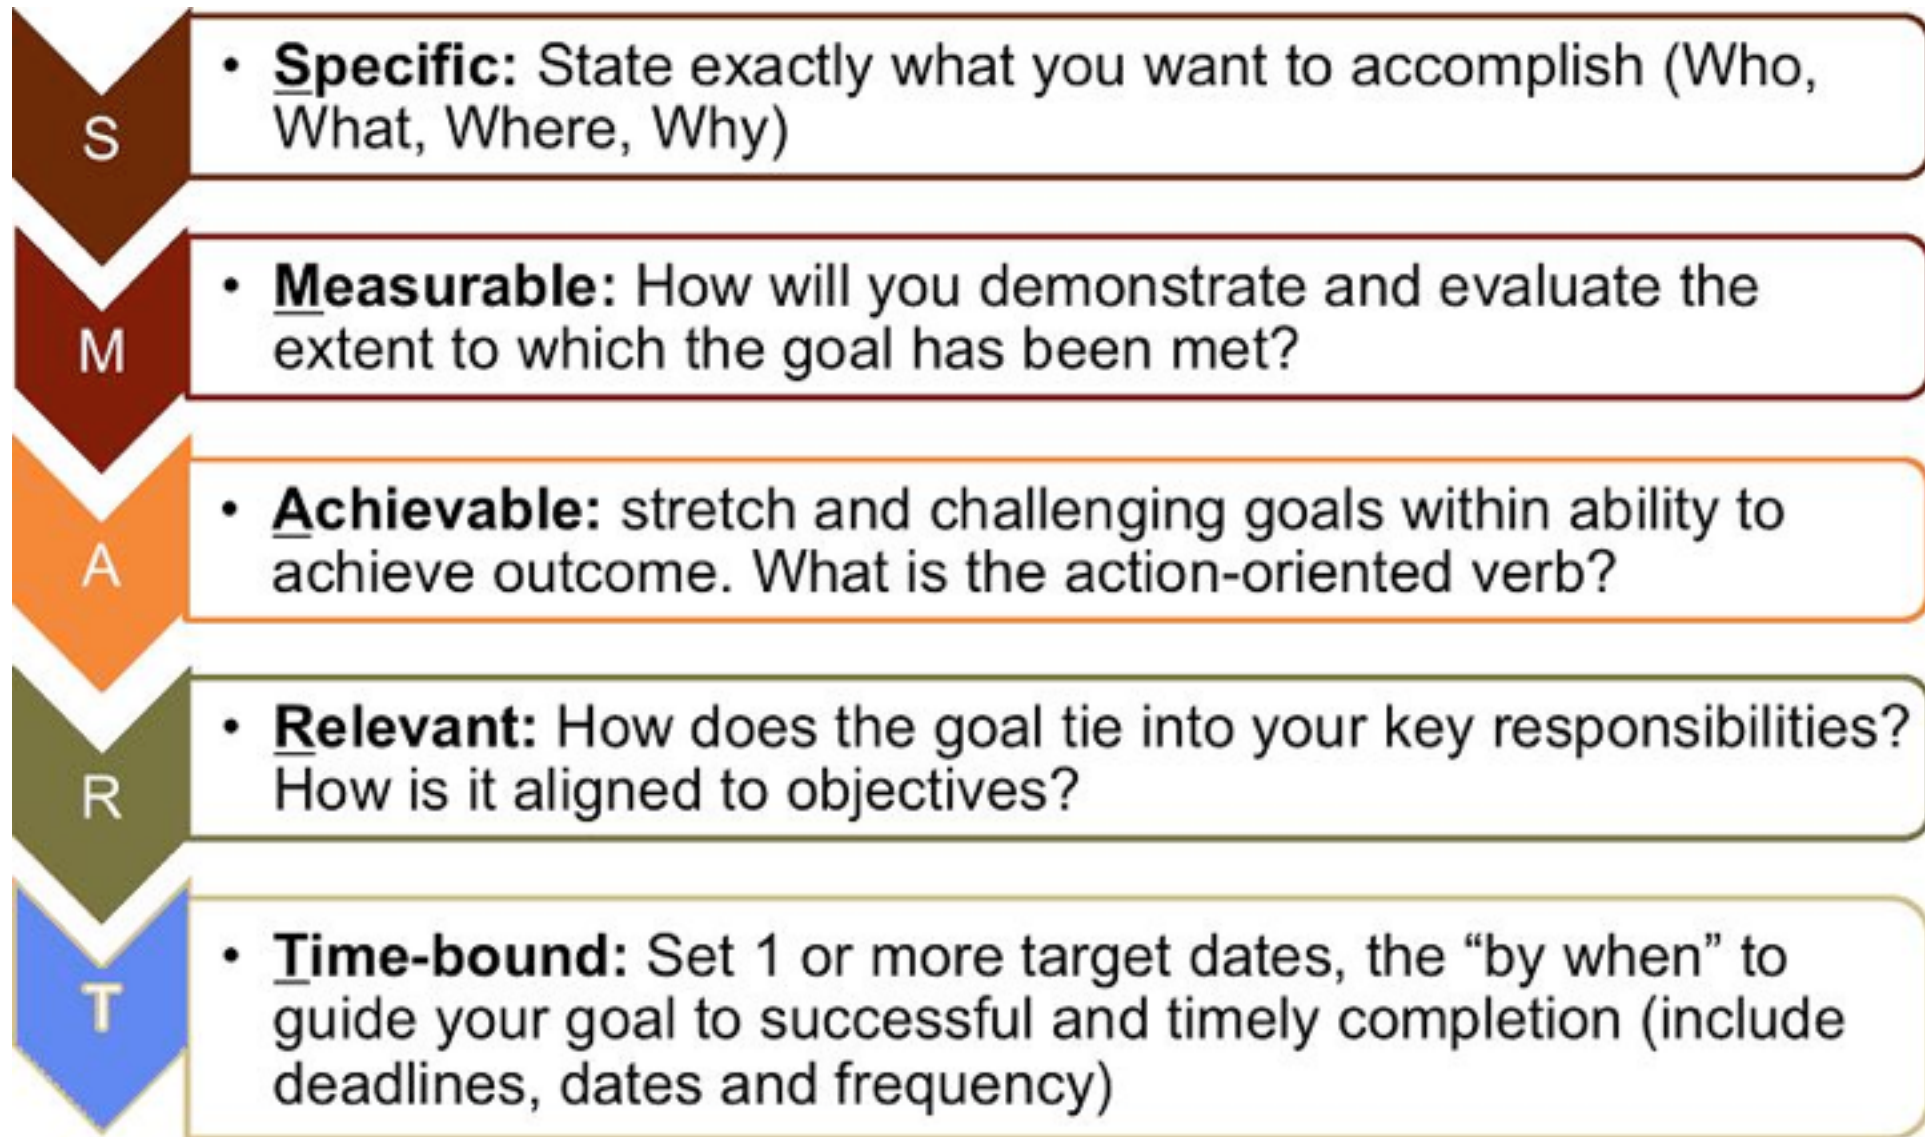 S
• Specific: State exactly what you want to accomplish (Who,
What, Where, Why)
M
• Measurable: How will you demonstrate and evaluate the
extent to which the goal has been met?
A
• Achievable: stretch and challenging goals within ability to
achieve outcome. What is the action-oriented verb?
R
• Relevant: How does the goal tie into your key responsibilities?
How is it aligned to objectives?
T
• Time-bound: Set 1 or more target dates, the “by when” to
guide your goal to successful and timely completion (include
deadlines, dates and frequency)